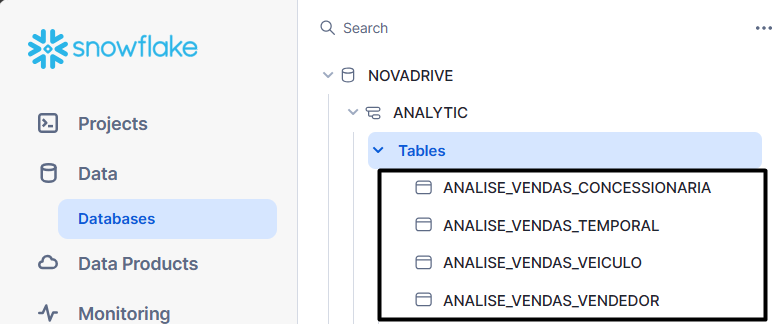 snowflake
Projects
Data
Databases
Data Products
Monitoring
Search
NOVADRIVE
ANALYTIC
Tables
ANALISE_VENDAS_CONCESSIONARIA
ANALISE_VENDAS_TEMPORAL
ANALISE_VENDAS_VEICULO
ANALISE_VENDAS_VENDEDOR